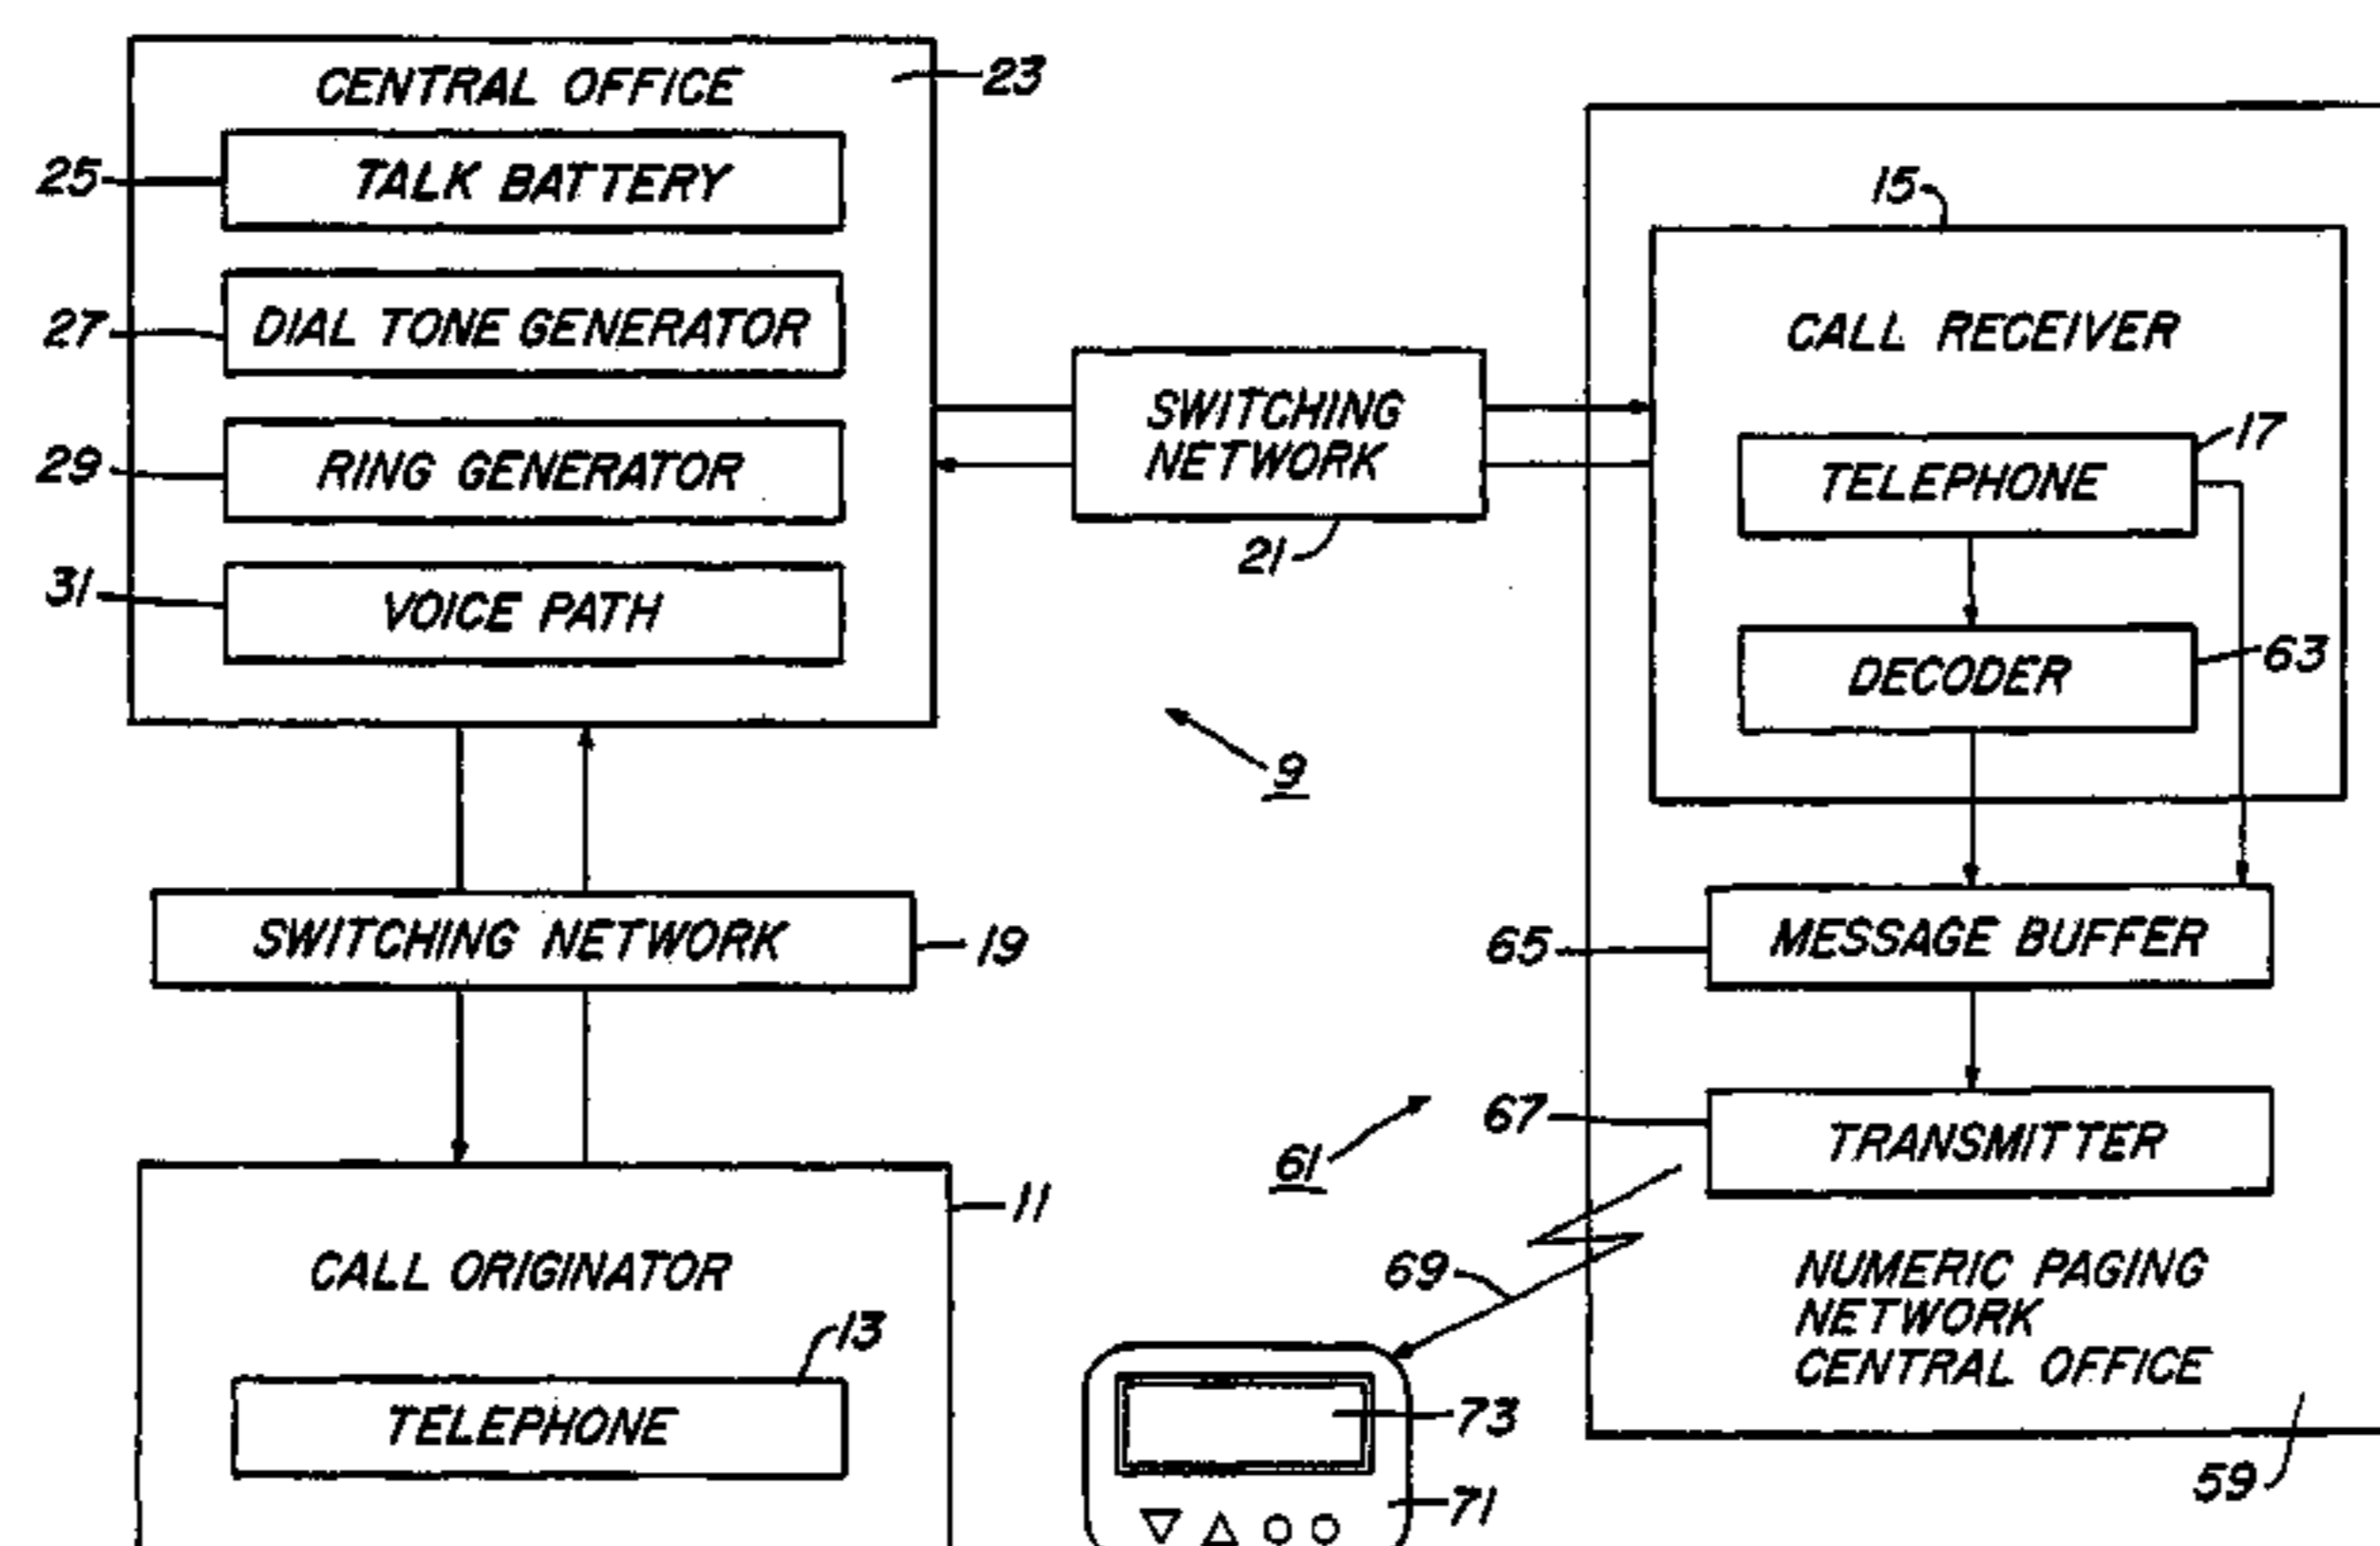 CENTRAL OFFICE
23
25
TALK BATTERY
27
DIAL TONE GENERATOR
29
RING GENERATOR
31
VOICE PATH
SWITCHING
NETWORK
21
15
CALL RECEIVER
17
TELEPHONE
DECODER
63
9
SWITCHING NETWORK
19
65
MESSAGE BUFFER
67
TRANSMITTER
61
11
CALL ORIGINATOR
13
TELEPHONE
69
NUMERIC PAGING
NETWORK
CENTRAL OFFICE
73
71
59